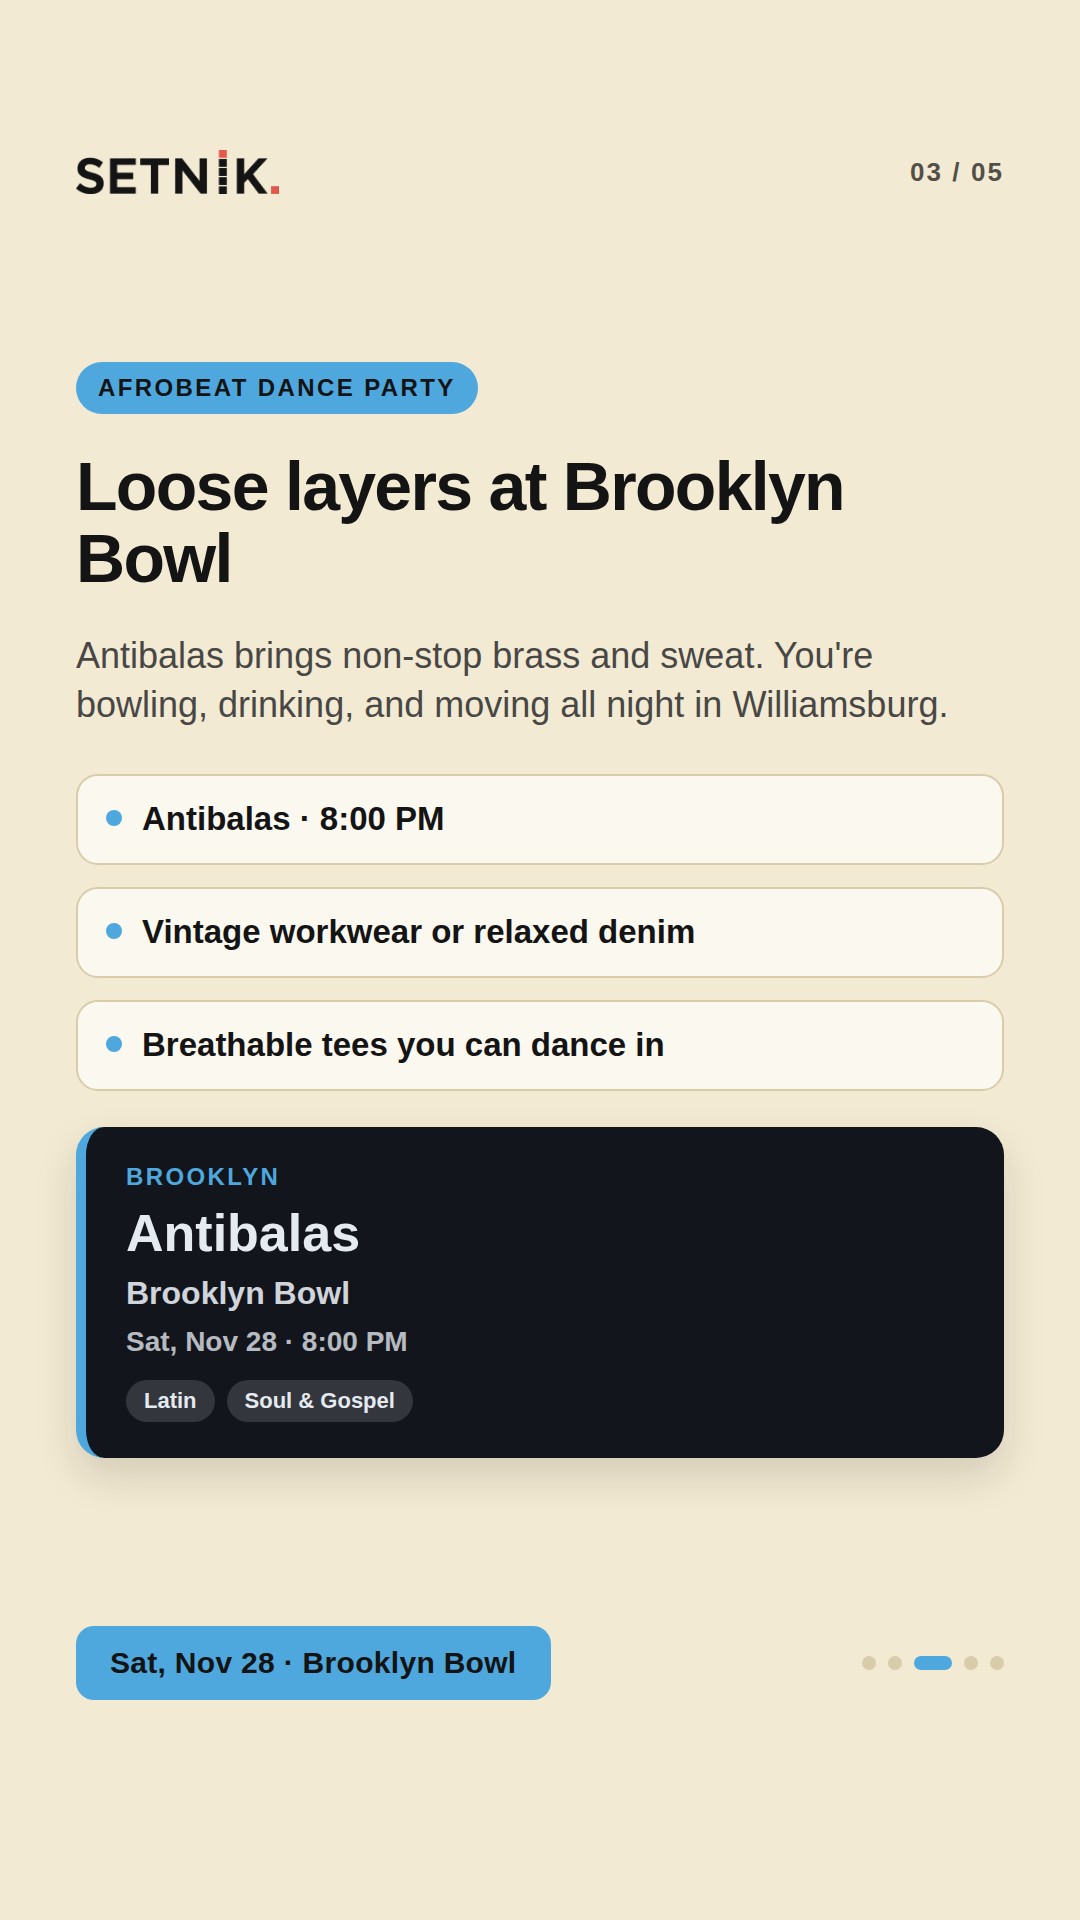 SETNIK.
03 / 05
AFROBEAT DANCE PARTY
Loose layers at Brooklyn
Bowl
Antibalas brings non-stop brass and sweat. You're
bowling, drinking, and moving all night in Williamsburg.
Antibalas · 8:00 PM
Vintage workwear or relaxed denim
Breathable tees you can dance in
BROOKLYN
Antibalas
Brooklyn Bowl
Sat, Nov 28 · 8:00 PM
Latin
Soul & Gospel
Sat, Nov 28 · Brooklyn Bowl